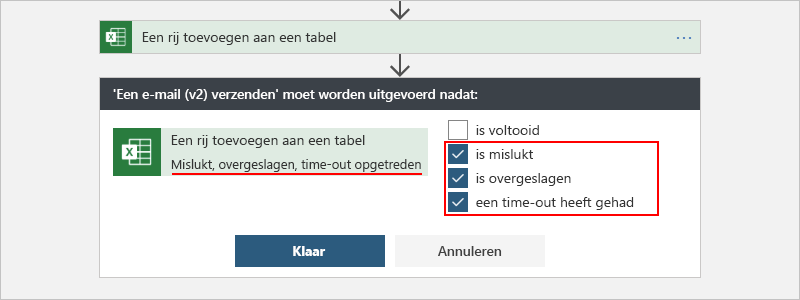 Een rij toevoegen aan een tabel
'Een e-mail (v2) verzenden' moet worden uitgevoerd nadat:
Een rij toevoegen aan een tabel
Mislukt, overgeslagen, time-out opgetreden
is voltooid
is mislukt
is overgeslagen
een time-out heeft gehad
Klaar
Annuleren